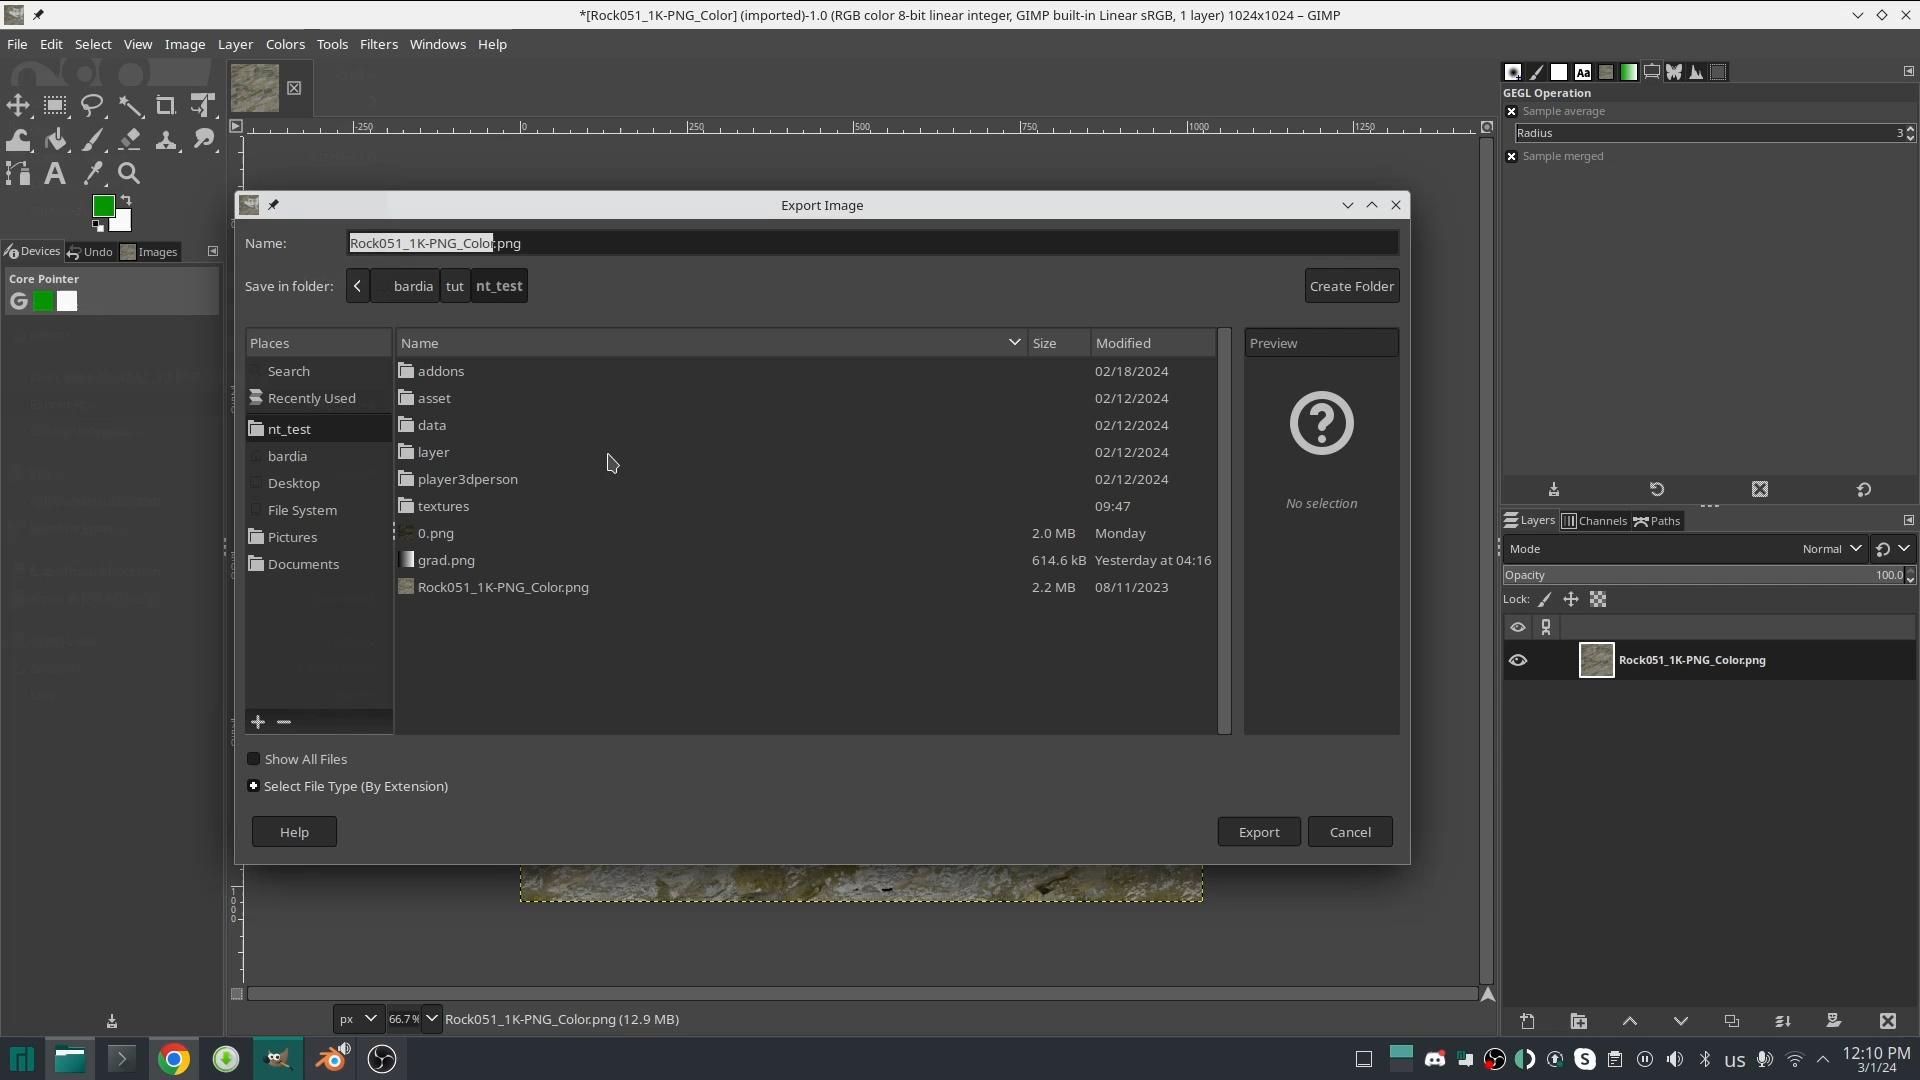 *[Rock051_1K-PNG_Color] (imported)-1.0 (RGB color 8-bit linear integer, GIMP built-in Linear sRGB, 1 layer) 1024x1024 – GIMP
File Edit Select View Image Layer Colors Tools Filters Windows Help
GEGL Operation
Sample average
Radius 3
Sample merged
-250 0 250 500 750 1000 1250
Devices Undo Images
Core Pointer
Export Image
Name: Rock051_1K-PNG_Color.png
Save in folder: bardia tut nt_test Create Folder
Places Name Size Modified Preview
Search
Recently Used
nt_test
bardia
Desktop
File System
Pictures
Documents
addons 02/18/2024
asset 02/12/2024
data 02/12/2024
layer 02/12/2024
player3dperson 02/12/2024
textures 09:47
0.png 2.0 MB Monday
grad.png 614.6 kB Yesterday at 04:16
Rock051_1K-PNG_Color.png 2.2 MB 08/11/2023
No selection
Show All Files
Select File Type (By Extension)
Help Export Cancel
Layers Channels Paths
Mode Normal
Opacity 100.0
Lock:
Rock051_1K-PNG_Color.png
px 66.7% Rock051_1K-PNG_Color.png (12.9 MB)
us
12:10 PM
3/1/24